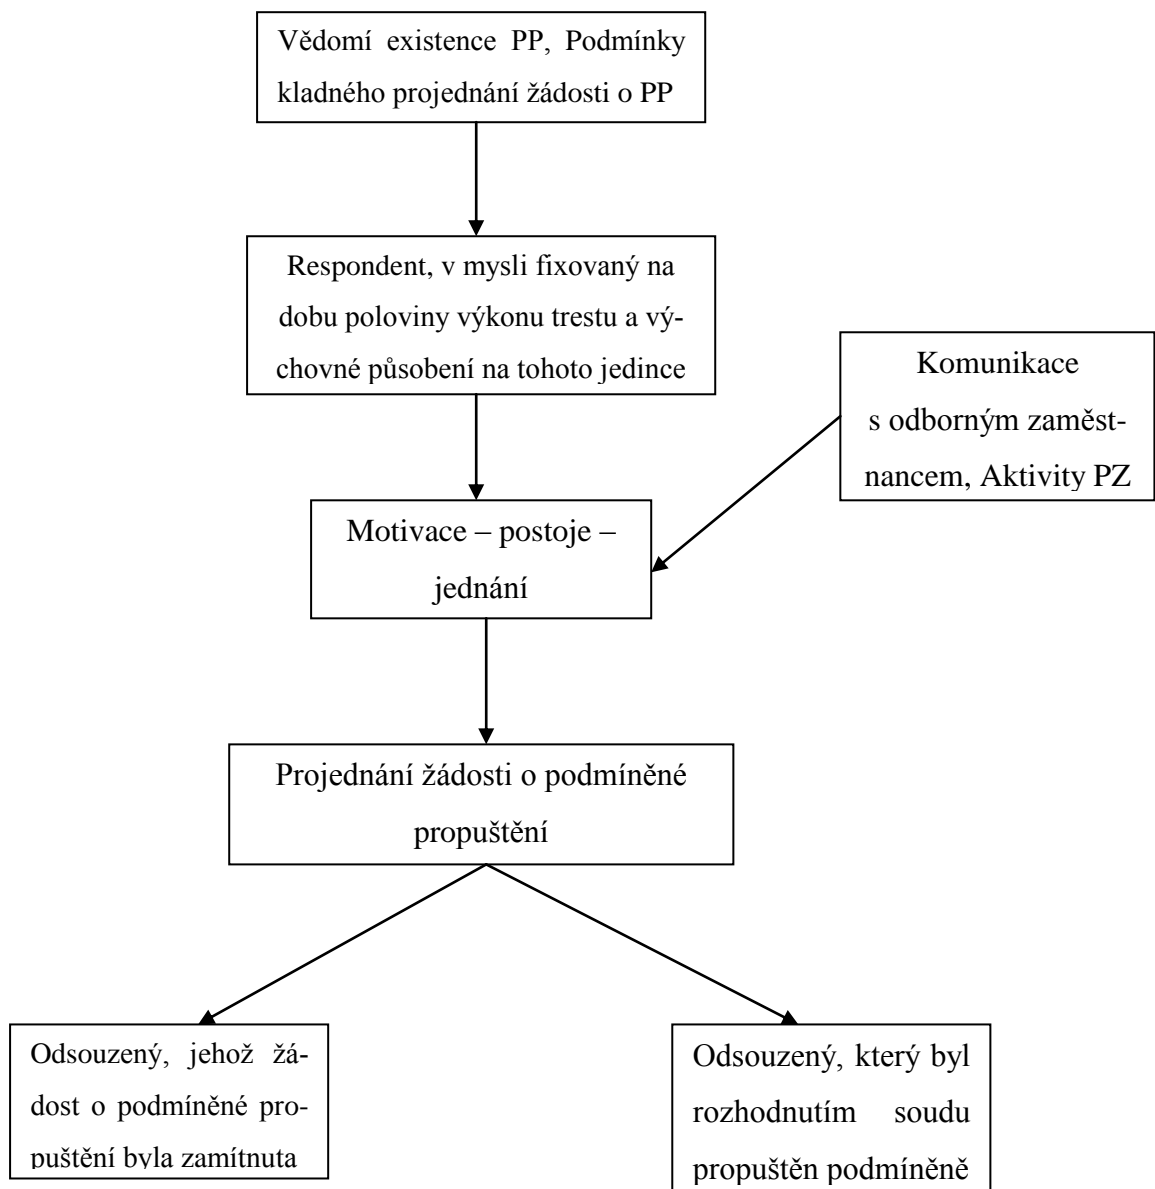 Vědomí existence PP, Podmínky
kladného projednání žádosti o PP
Respondent, v mysli fixovaný na
dobu poloviny výkonu trestu a vý-
chovné působení na tohoto jedince
Komunikace
s odborným zaměst-
nancem, Aktivity PZ
Motivace – postoje –
jednání
Projednání žádosti o podmíněné
propuštění
Odsouzený, jehož žá-
dost o podmíněné pro-
puštění byla zamítnuta
Odsouzený, který byl
rozhodnutím soudu
propuštěn podmíněně